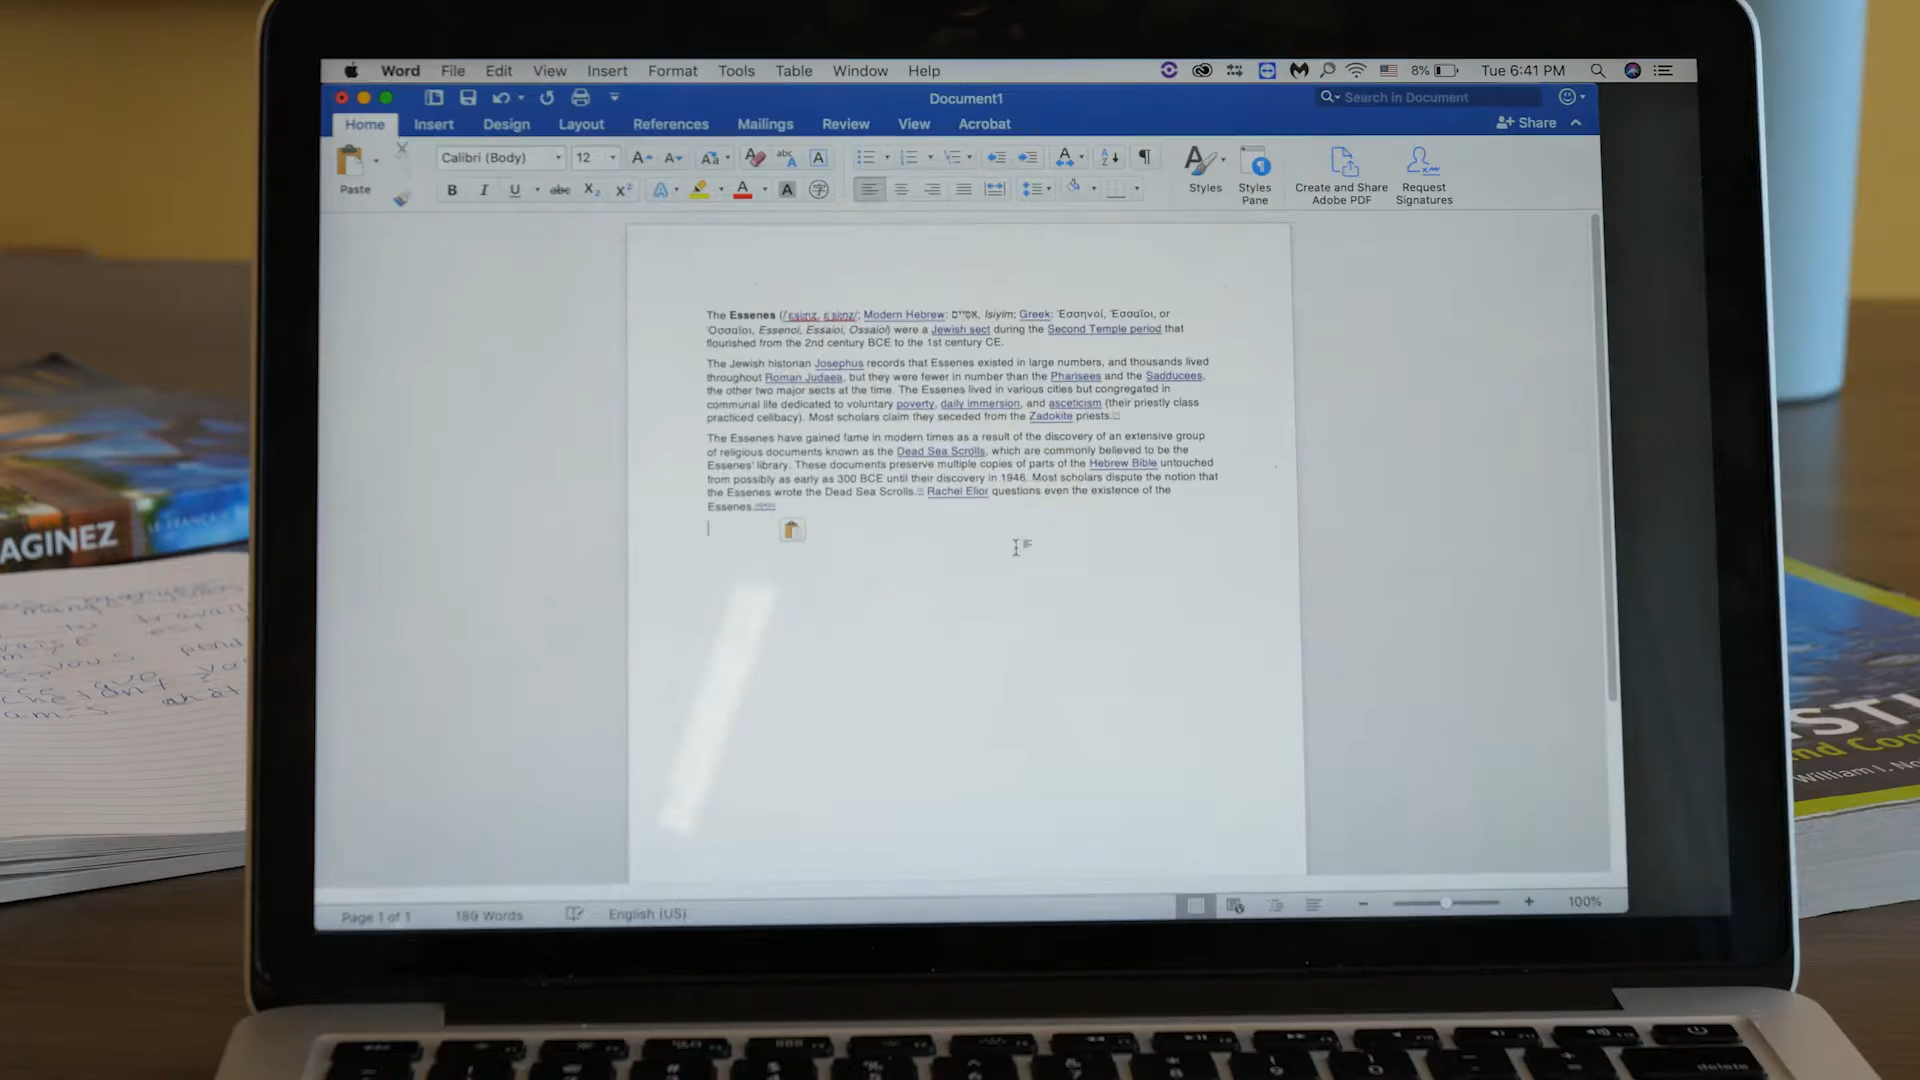 Word File Edit View Insert Format Tools Table Window Help 8% Tue 6:41 PM
Document1 Search in Document
Home Insert Design Layout References Mailings Review View Acrobat Share
Paste Calibri (Body) 12 Styles Styles Pane Create and Share Adobe PDF Request Signatures
The Essenes (/ˈɛsiːnz, ɛˈsiːnz/; Modern Hebrew: אִסִּיִים, Isiyim; Greek: Ἐσσηνοί, Ἐσσαῖοι, or
Ὀσσαῖοι, Essenoi, Essaioi, Ossaioi) were a Jewish sect during the Second Temple period that
flourished from the 2nd century BCE to the 1st century CE.
The Jewish historian Josephus records that Essenes existed in large numbers, and thousands lived
throughout Roman Judaea, but they were fewer in number than the Pharisees and the Sadducees,
the other two major sects at the time. The Essenes lived in various cities but congregated in
communal life dedicated to voluntary poverty, daily immersion, and asceticism (their priestly class
practiced celibacy). Most scholars claim they seceded from the Zadokite priests.
The Essenes have gained fame in modern times as a result of the discovery of an extensive group
of religious documents known as the Dead Sea Scrolls, which are commonly believed to be the
Essenes' library. These documents preserve multiple copies of parts of the Hebrew Bible untouched
from possibly as early as 300 BCE until their discovery in 1946. Most scholars dispute the notion that
the Essenes wrote the Dead Sea Scrolls. Rachel Elior questions even the existence of the
Essenes.
Page 1 of 1 189 Words English (US) 100%
AGINEZ
LE FRANÇAIS
William I. No
delete